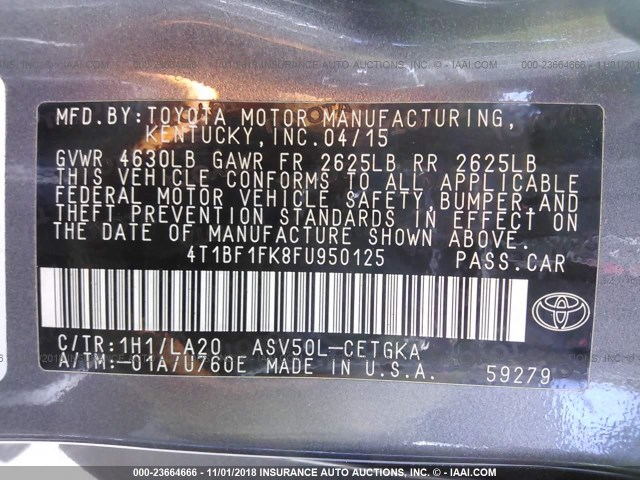 MFD.BY:TOYOTA MOTOR MANUFACTURING,
KENTUCKY,INC.04/15
GVWR 4630LB GAWR FR 2625LB RR 2625LB
THIS VEHICLE CONFORMS TO ALL APPLICABLE
FEDERAL MOTOR VEHICLE SAFETY, BUMPER,AND
THEFT PREVENTION STANDARDS IN EFFECT ON
THE DATE OF MANUFACTURE SHOWN ABOVE.
4T1BF1FK8FU950125 PASS.CAR
C/TR:1H1/LA20 ASV50L-CETGKA
A/TM:-01A/U760E MADE IN U.S.A. 59279
TOYOTA
00-23664666 - 11/01/2018 INSURANCE AUTO AUCTIONS, INC. - IAAI.COM